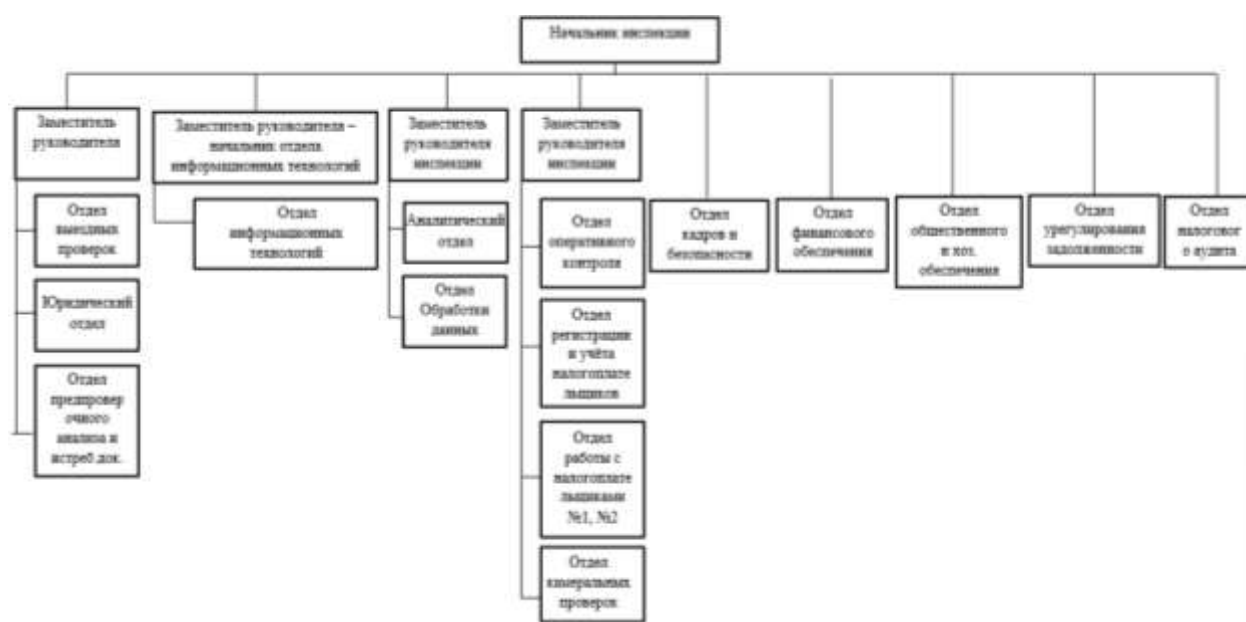 Начальник инспекции
Заместитель
руководителя
Заместитель руководителя –
начальник отдела
информационных технологий
Заместитель
руководителя
инспекции
Заместитель
руководителя
инспекции
Отдел
выездных
проверок
Юридический
отдел
Отдел
предпровер
очного
анализа и
истреб.док.
Отдел
информационных
технологий
Аналитический
отдел
Отдел
Обработки
данных
Отдел
оперативного
контроля
Отдел
регистрации
и учёта
налогоплате
льщиков
Отдел
работы с
налогоплате
льщиками
№1, №2
Отдел
камеральных
проверок
Отдел
кадров и
безопасности
Отдел
финансового
обеспечения
Отдел
общественного
и хоз.
обеспечения
Отдел
урегулирования
задолженности
Отдел
налоговог
о аудита